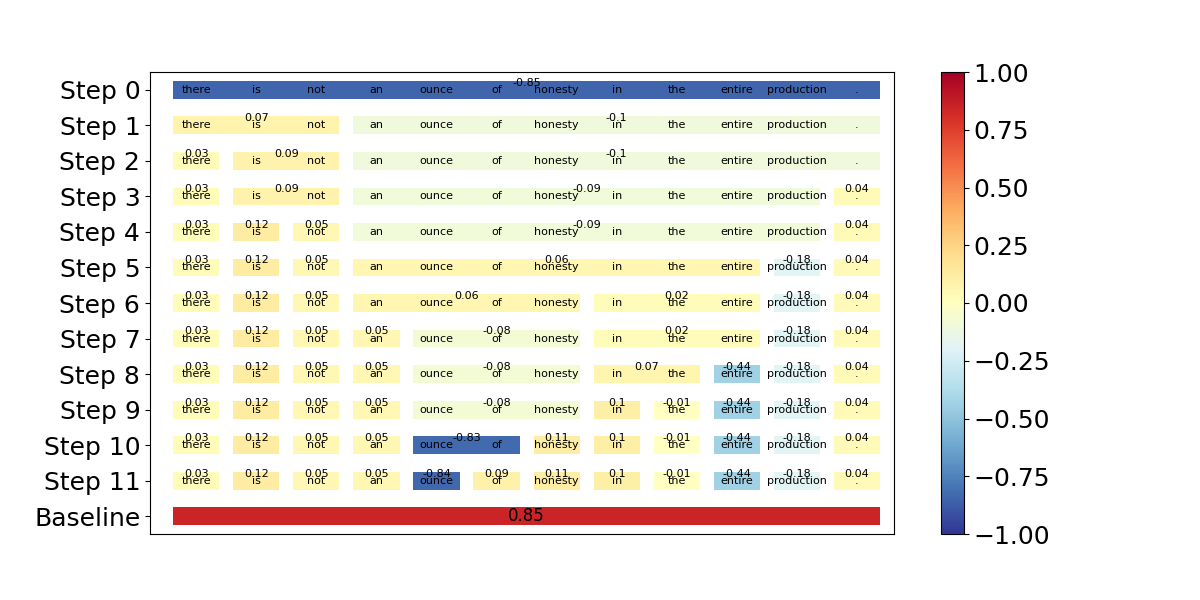 Step 0 there is not an ounce of honesty in the entire production .
-0.85
Step 1 there is not an ounce of honesty in the entire production .
0.07 -0.1
Step 2 there is not an ounce of honesty in the entire production .
0.03 0.09 -0.1
Step 3 there is not an ounce of honesty in the entire production .
0.03 0.09 -0.09 0.04
Step 4 there is not an ounce of honesty in the entire production .
0.03 0.12 0.05 -0.09 0.04
Step 5 there is not an ounce of honesty in the entire production .
0.03 0.12 0.05 0.06 -0.18 0.04
Step 6 there is not an ounce of honesty in the entire production .
0.03 0.12 0.05 0.06 0.02 -0.18 0.04
Step 7 there is not an ounce of honesty in the entire production .
0.03 0.12 0.05 0.05 -0.08 0.02 -0.18 0.04
Step 8 there is not an ounce of honesty in the entire production .
0.03 0.12 0.05 0.05 -0.08 0.07 -0.44 -0.18 0.04
Step 9 there is not an ounce of honesty in the entire production .
0.03 0.12 0.05 0.05 -0.08 0.1 -0.01 -0.44 -0.18 0.04
Step 10 there is not an ounce of honesty in the entire production .
0.03 0.12 0.05 0.05 -0.83 0.11 0.1 -0.01 -0.44 -0.18 0.04
Step 11 there is not an ounce of honesty in the entire production .
0.03 0.12 0.05 0.05 -0.84 0.09 0.11 0.1 -0.01 -0.44 -0.18 0.04
Baseline 0.85
1.00
0.75
0.50
0.25
0.00
−0.25
−0.50
−0.75
−1.00